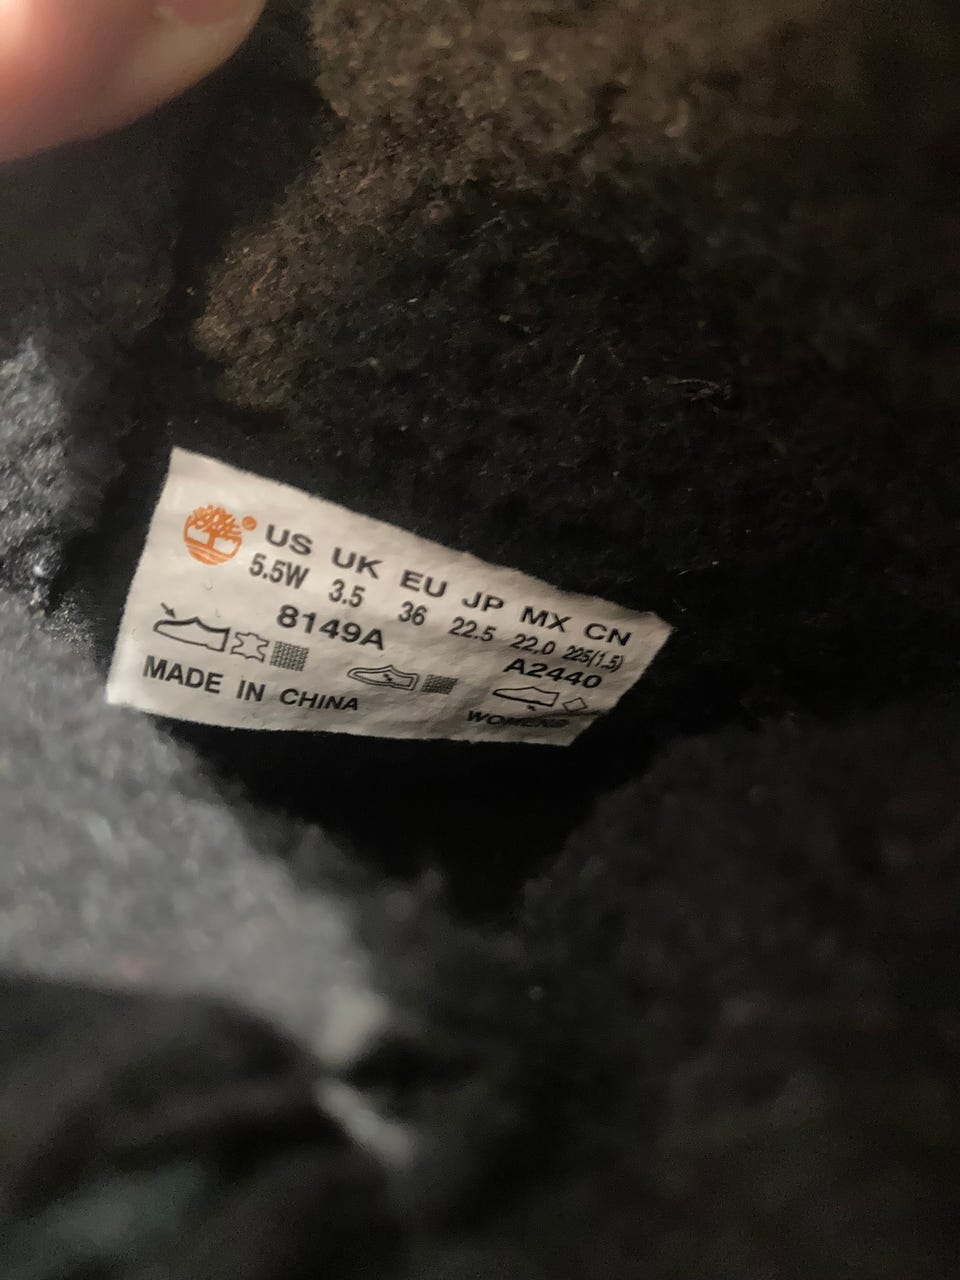 ® US UK EU JP MX CN
5.5W 3.5 36 22.5 22.0 225(1.5)
8149A A2440
MADE IN CHINA WOMENS